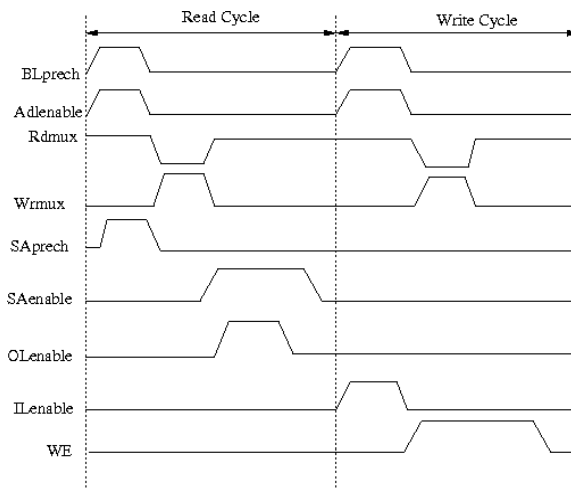 Read Cycle
Write Cycle
BLprech
Adlenable
Rdmux
Wrmux
SAprech
SAenable
OLenable
ILenable
WE